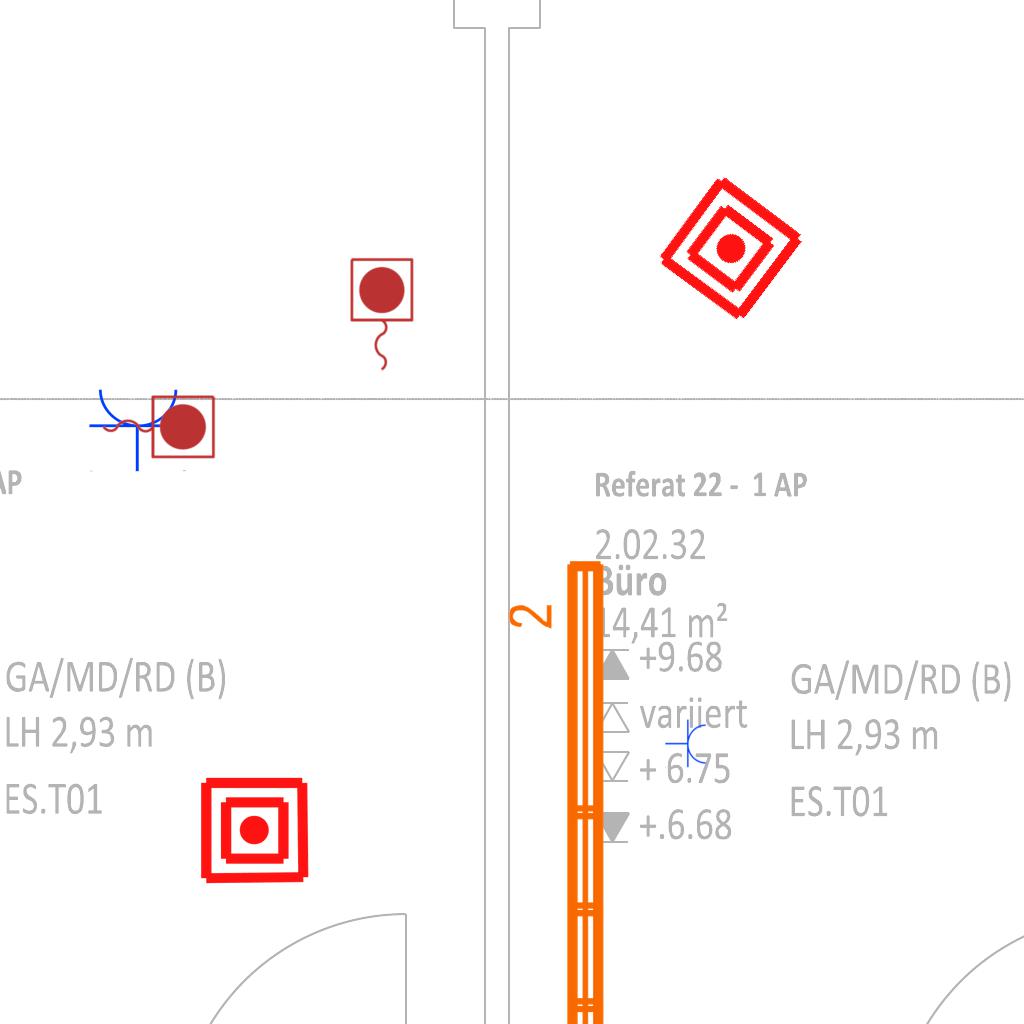 AP
Referat 22 - 1 AP
2.02.32
Büro
14,41 m²
2
+9.68
GA/MD/RD (B)
GA/MD/RD (B)
variiert
LH 2,93 m
LH 2,93 m
+ 6.75
ES.T01
ES.T01
+.6.68